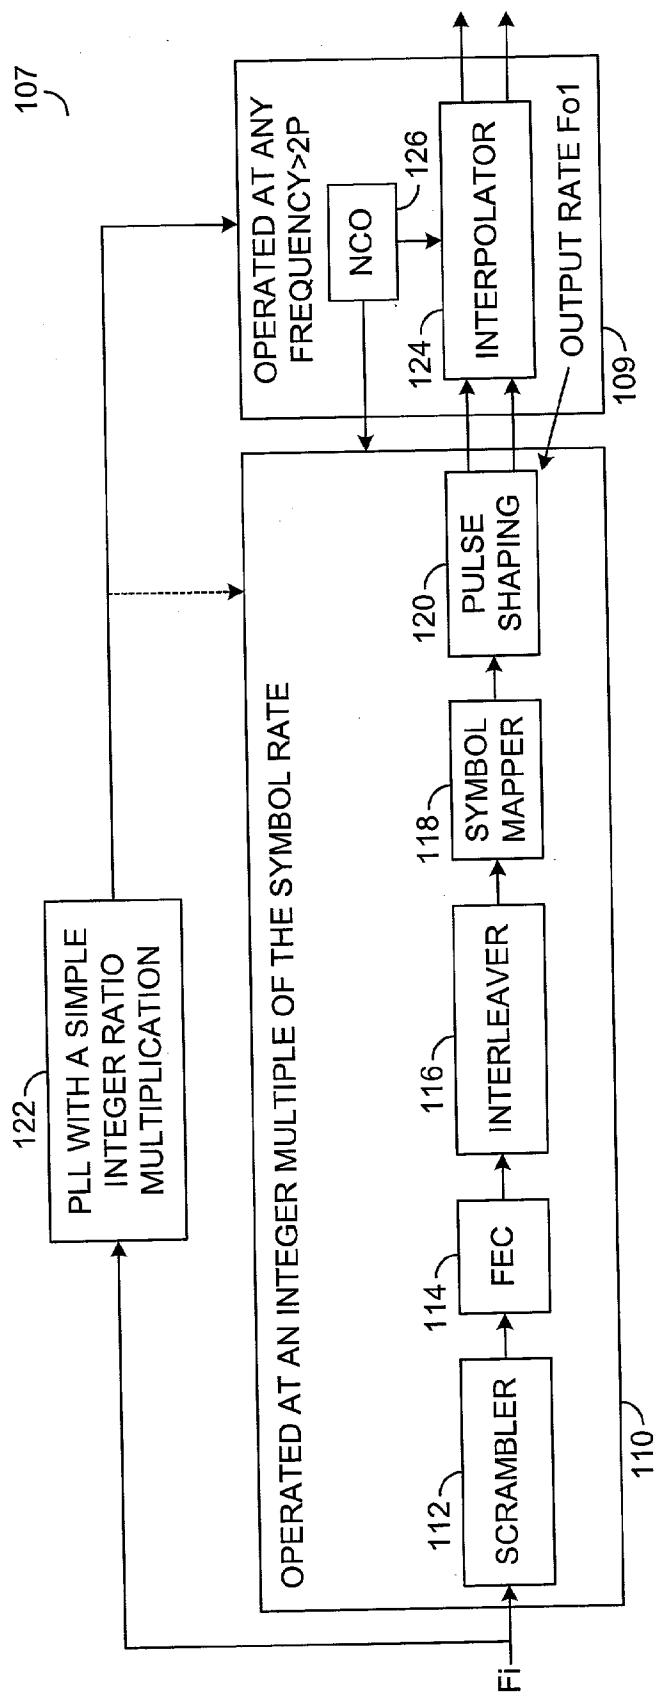 107
122
PLL WITH A SIMPLE
INTEGER RATIO
MULTIPLICATION
OPERATED AT AN INTEGER MULTIPLE OF THE SYMBOL RATE
OPERATED AT ANY
FREQUENCY>2P
NCO
126
Fi
112
SCRAMBLER
114
FEC
116
INTERLEAVER
118
SYMBOL
MAPPER
120
PULSE
SHAPING
124
INTERPOLATOR
OUTPUT RATE Fo1
110
109